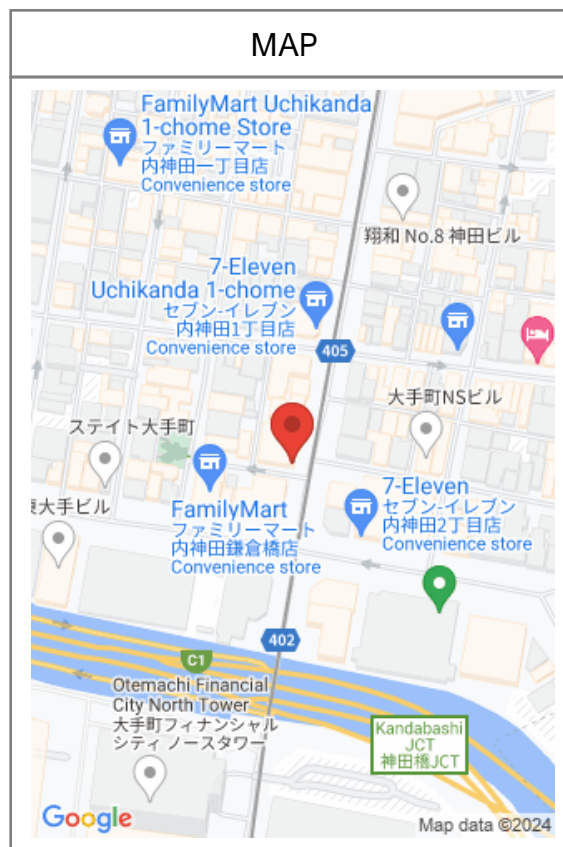 MAP
FamilyMart Uchikanda
1-chome Store
ファミリーマート
内神田一丁目店
Convenience store
翔和 No.8 神田ビル
7-Eleven
Uchikanda 1-chome
セブン-イレブン
内神田1丁目店
Convenience store
405
大手町NSビル
ステイト大手町
7-Eleven
セブン-イレブン
内神田2丁目店
Convenience store
FamilyMart
ファミリーマート
内神田鎌倉橋店
Convenience store
大手ビル
402
C1
Otemachi Financial
City North Tower
大手町フィナンシャル
シティ ノースタワー
Kandabashi
JCT
神田橋JCT
Google
Map data ©2024